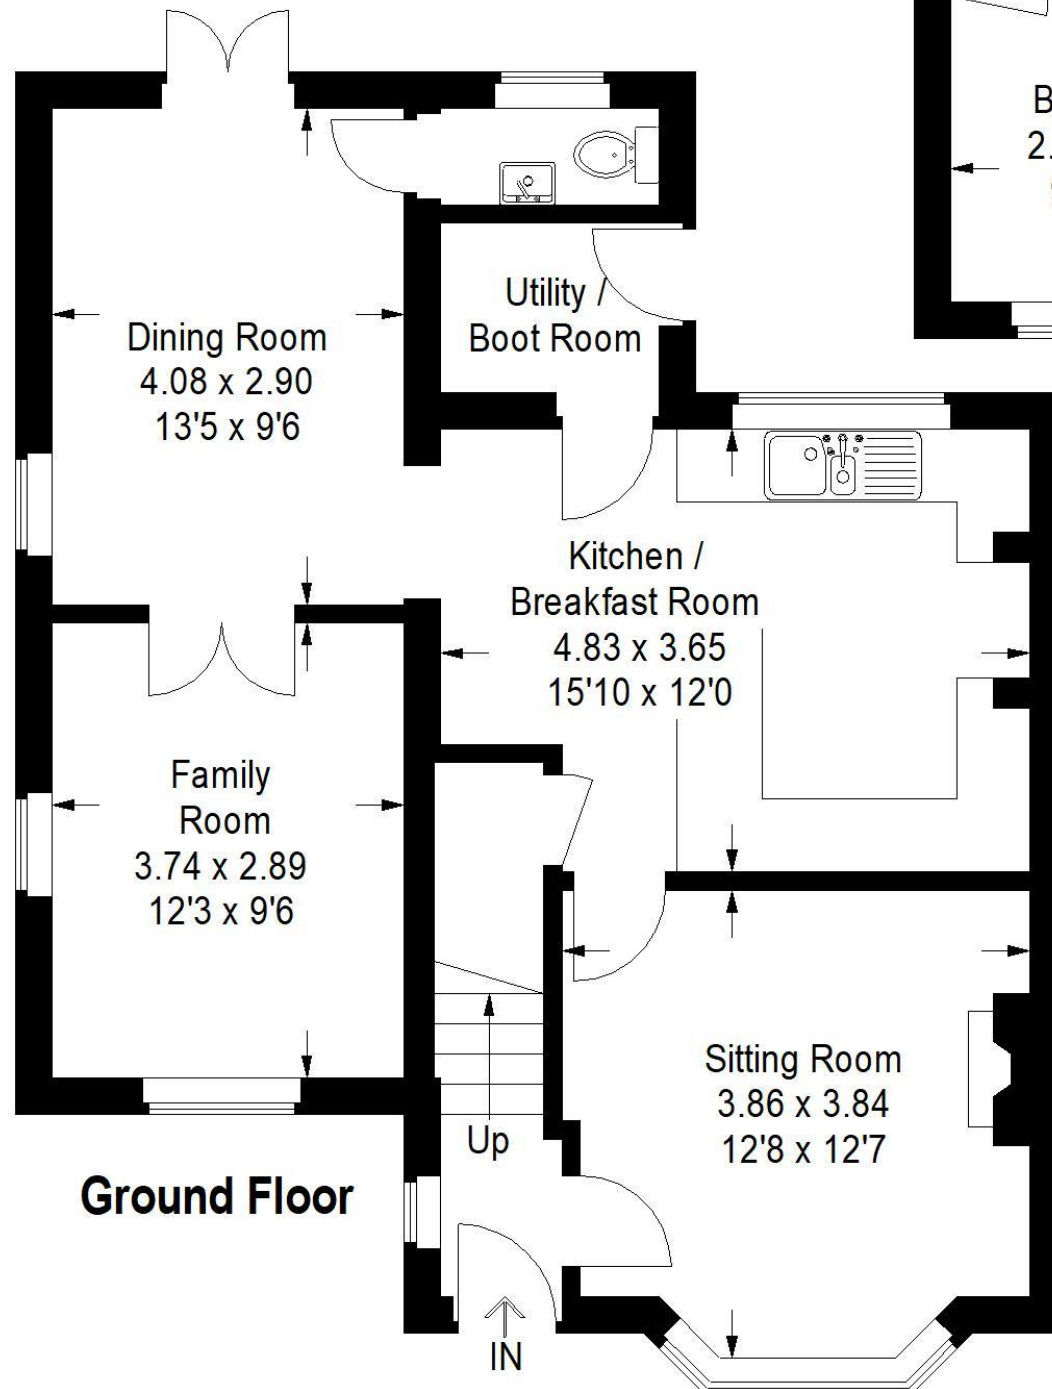 B
2.
Utility /
Boot Room
Dining Room
4.08 x 2.90
13'5 x 9'6
Kitchen /
Breakfast Room
4.83 x 3.65
15'10 x 12'0
Family
Room
3.74 x 2.89
12'3 x 9'6
Sitting Room
3.86 x 3.84
12'8 x 12'7
Up
Ground Floor
IN